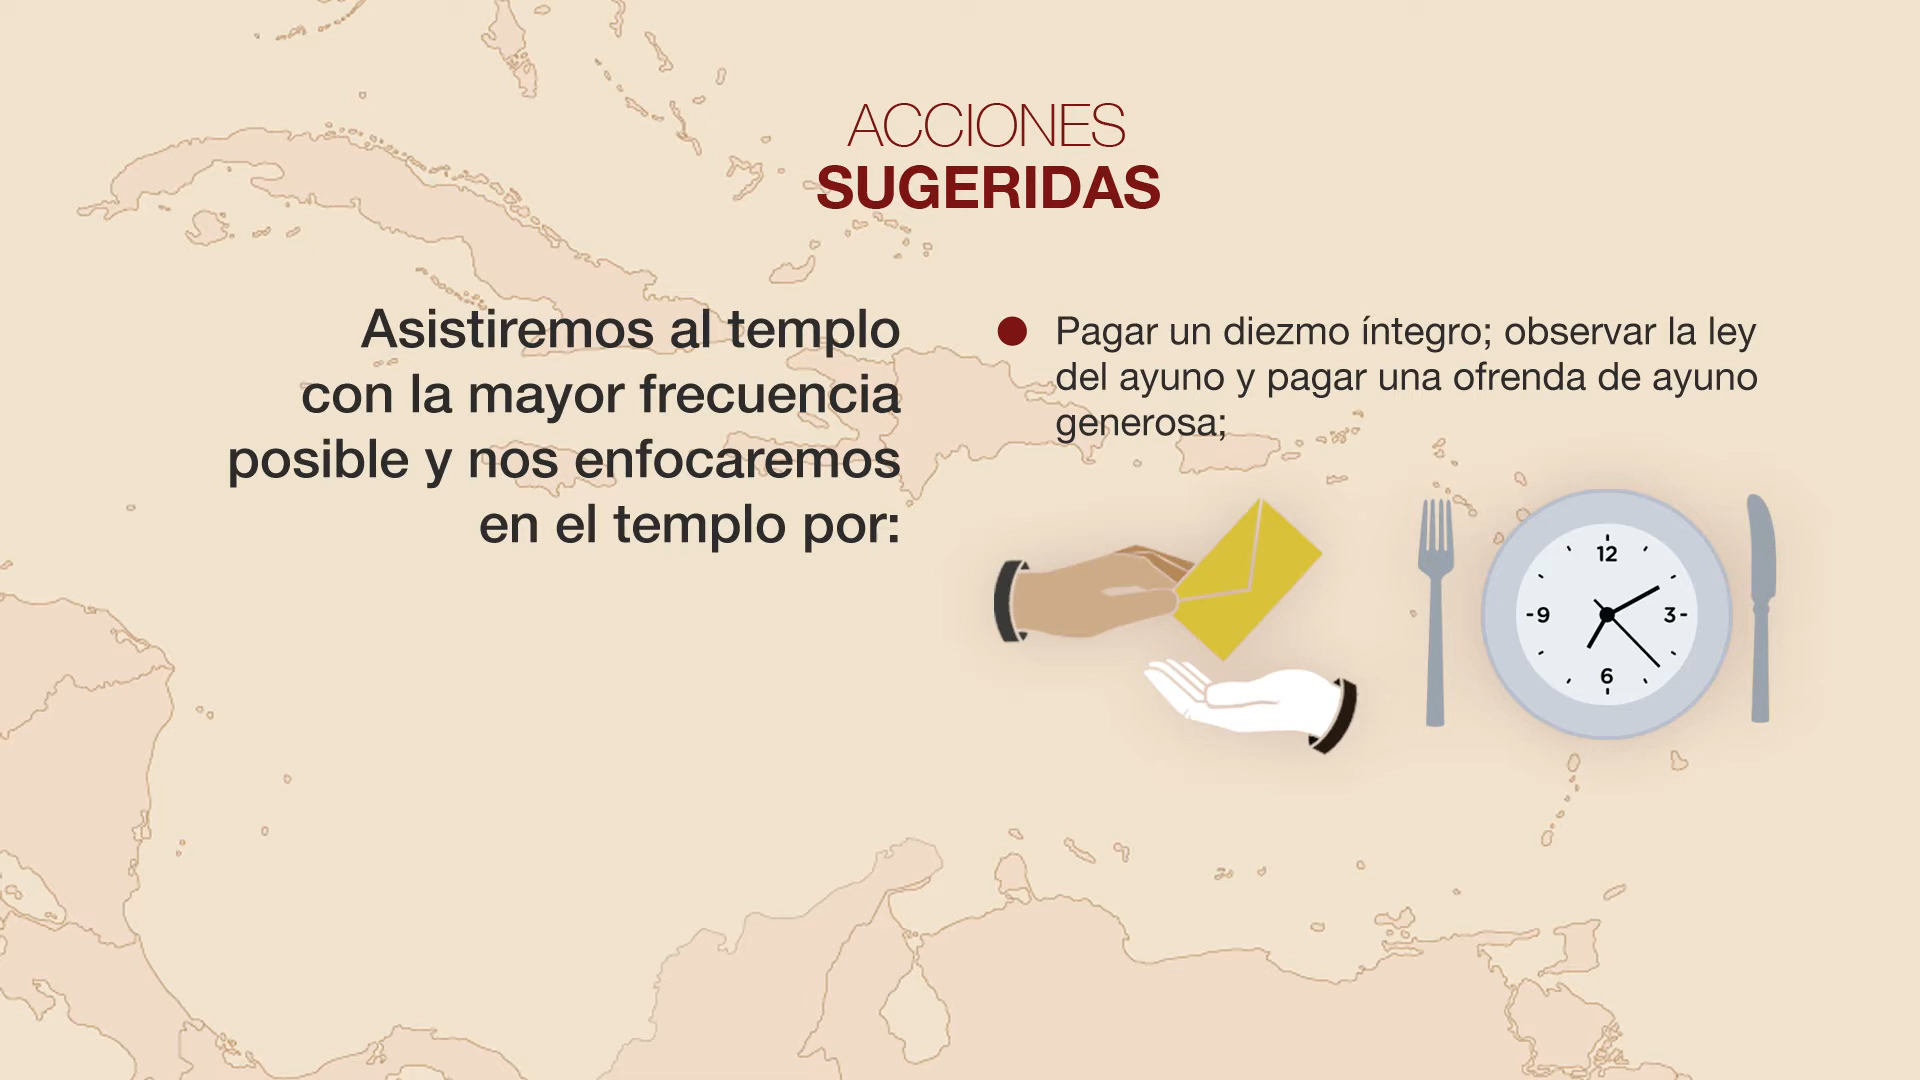 ACCIONES
SUGERIDAS
Asistiremos al templo
con la mayor frecuencia
posible y nos enfocaremos
en el templo por:
Pagar un diezmo íntegro; observar la ley
del ayuno y pagar una ofrenda de ayuno
generosa;
12
9
3
6